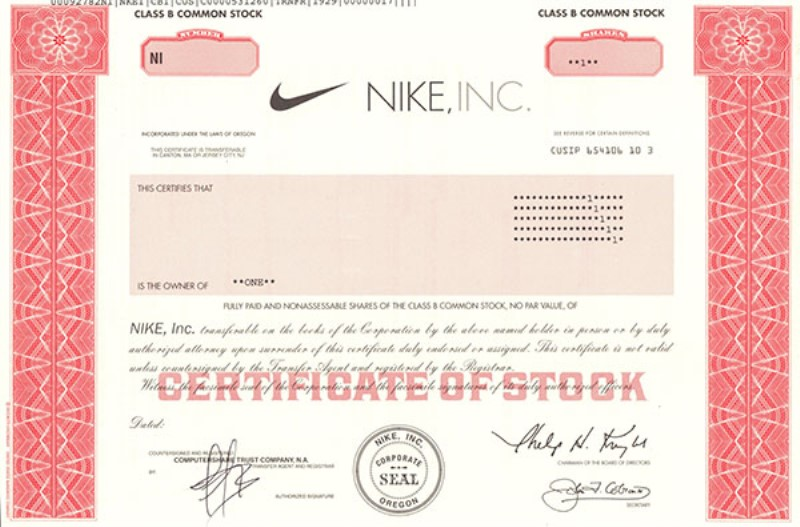 00092782NI|NKE1|CBT|COS|C0000531260|TRNFR|1929|00000017||||
CLASS B COMMON STOCK
CLASS B COMMON STOCK
NUMBER
SHARES
NI
**1**
NIKE, INC.
INCORPORATED UNDER THE LAWS OF OREGON
SEE REVERSE FOR CERTAIN DEFINITIONS
THIS CERTIFICATE IS TRANSFERABLE
IN CANTON, MA OR JERSEY CITY, NJ
CUSIP 654106 10 3
THIS CERTIFIES THAT
*************1*****
**************1****
***************1***
****************1**
*****************1*
IS THE OWNER OF **ONE**
FULLY PAID AND NONASSESSABLE SHARES OF THE CLASS B COMMON STOCK, NO PAR VALUE, OF
NIKE, Inc. transferable on the books of the Corporation by the above named holder in person or by duly
authorized attorney upon surrender of this certificate duly endorsed or assigned. This certificate is not valid
unless countersigned by the Transfer Agent and registered by the Registrar.
Witness, the facsimile seal of the Corporation and the facsimile signatures of its duly authorized officers.
CERTIFICATE OF STOCK
Dated:
COUNTERSIGNED AND REGISTERED
COMPUTERSHARE TRUST COMPANY, N.A.
TRANSFER AGENT AND REGISTRAR
BY
AUTHORIZED SIGNATURE
NIKE, INC.
CORPORATE
SEAL
OREGON
Philip H. Knight
CHAIRMAN OF THE BOARD OF DIRECTORS
SECRETARY